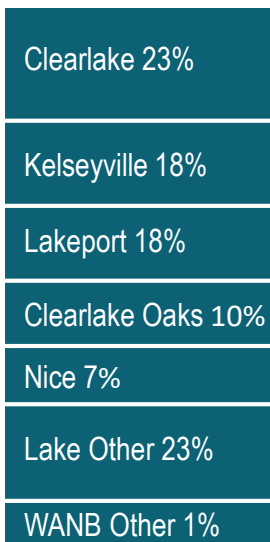 Clearlake 23%
Kelseyville 18%
Lakeport 18%
Clearlake Oaks 10%
Nice 7%
Lake Other 23%
WANB Other 1%